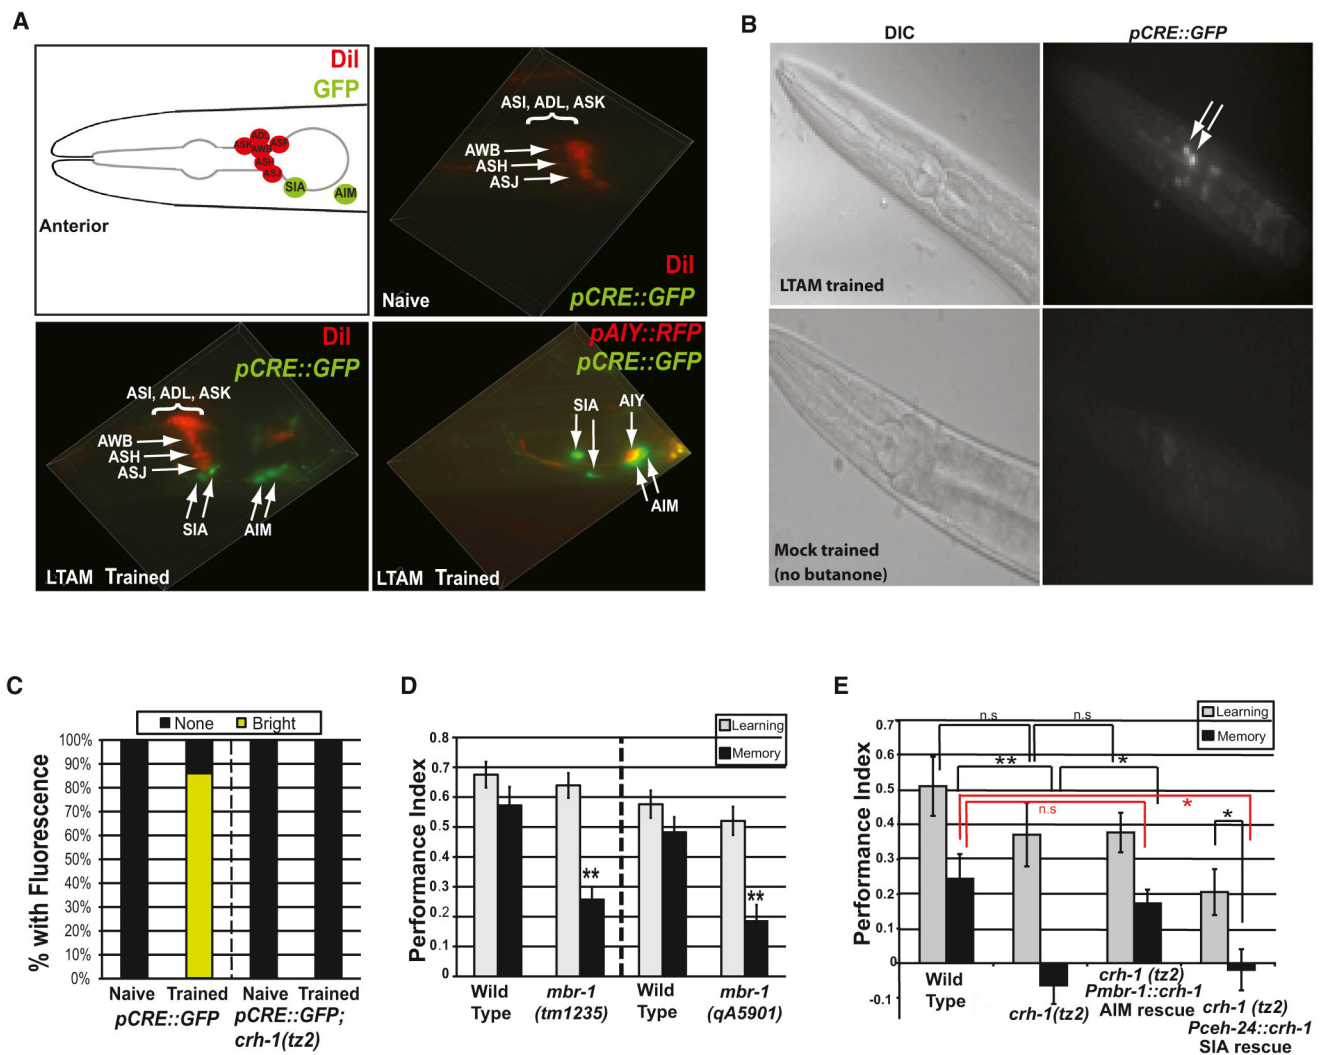 A
Dil
GFP
ADL
ASK
ASF
AWB
ASH
ASJ
SIA
AIM
Anterior
ASI, ADL, ASK
AWB
ASH
ASJ
Dil
pCRE::GFP
Naive
Dil
pCRE::GFP
ASI, ADL, ASK
AWB
ASH
ASJ
SIA
AIM
LTAM Trained
pAIY::RFP
pCRE::GFP
SIA
AIY
AIM
LTAM Trained
B
DIC
pCRE::GFP
LTAM trained
Mock trained
(no butanone)
C
None
Bright
% with Fluorescence
100%
90%
80%
70%
60%
50%
40%
30%
20%
10%
0%
Naive Trained
Naive Trained
pCRE::GFP
pCRE::GFP;
crh-1(tz2)
D
Learning
Memory
Performance Index
0.8
0.7
0.6
0.5
0.4
0.3
0.2
0.1
0
**
**
Wild
Type
mbr-1
(tm1235)
Wild
Type
mbr-1
(qA5901)
E
Learning
Memory
Performance Index
0.7
0.6
0.5
0.4
0.3
0.2
0.1
0
-0.1
n.s
n.s
**
*
n.s
*
*
Wild
Type
crh-1(tz2)
crh-1 (tz2)
Pmbr-1::crh-1
AIM rescue
crh-1 (tz2)
Pceh-24::crh-1
SIA rescue